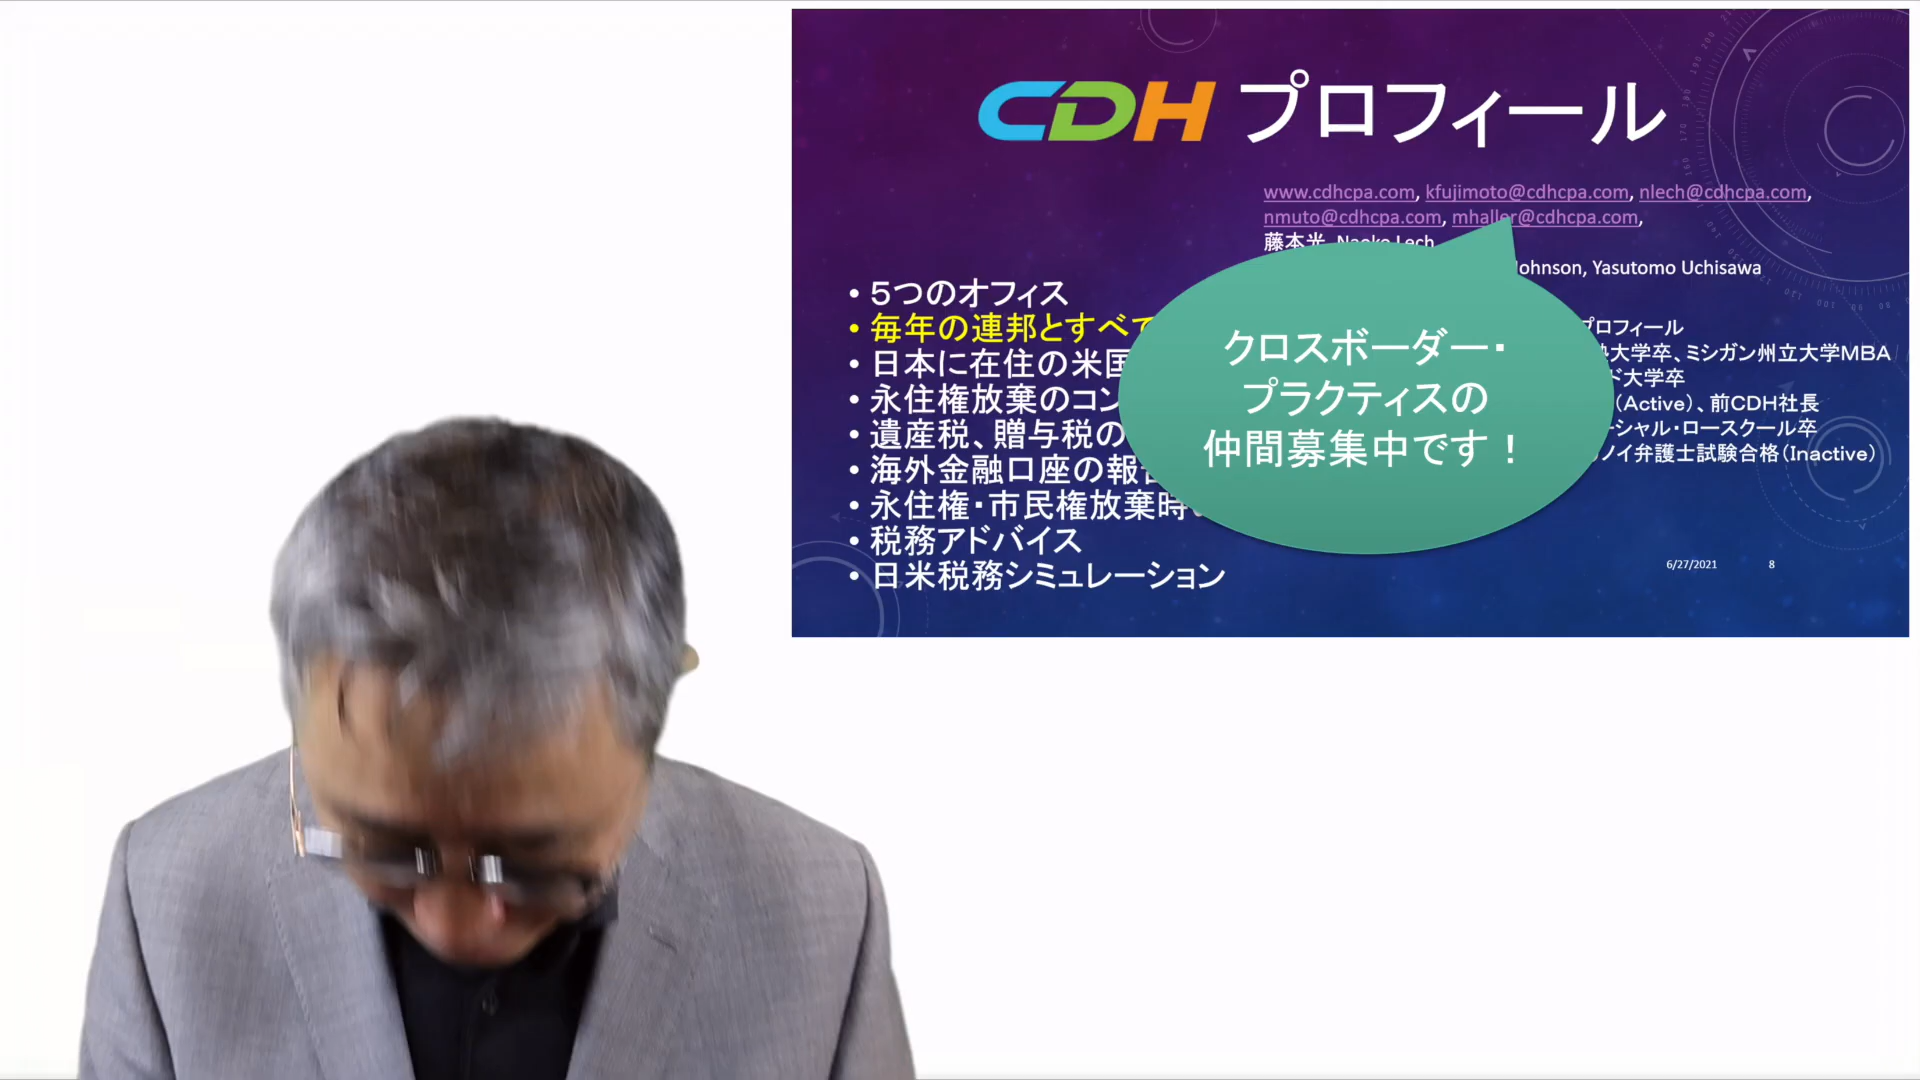 CDH プロフィール
www.cdhcpa.com, kfujimoto@cdhcpa.com, nlech@cdhcpa.com,
nmuto@cdhcpa.com, mhaller@cdhcpa.com,
藤本光, Naoko Lech
Johnson, Yasutomo Uchisawa
• 5つのオフィス
• 毎年の連邦とすべて
• 日本に在住の米国
• 永住権放棄のコン
• 遺産税、贈与税の
• 海外金融口座の報告
• 永住権・市民権放棄時
• 税務アドバイス
• 日米税務シミュレーション
クロスボーダー・
プラクティスの
仲間募集中です！
プロフィール
大学卒、ミシガン州立大学MBA
ド大学卒
(Active)、前CDH社長
ーシャル・ロースクール卒
ノイ弁護士試験合格(Inactive)
6/27/2021 8